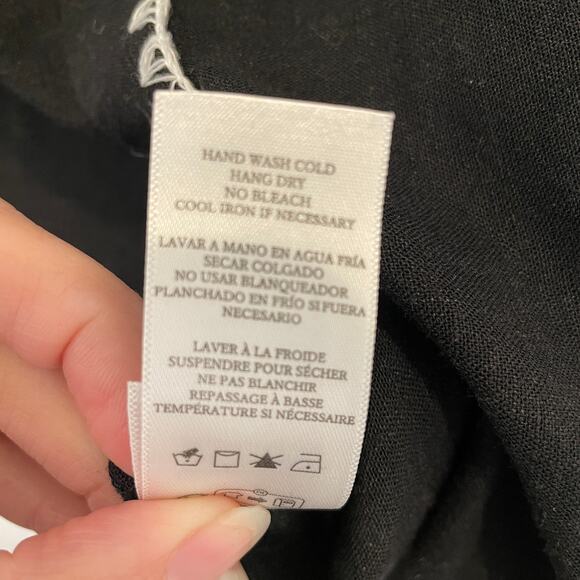 HAND WASH COLD
HANG DRY
NO BLEACH
COOL IRON IF NECESSARY
LAVAR A MANO EN AGUA FRÍA
SECAR COLGADO
NO USAR BLANQUEADOR
PLANCHADO EN FRÍO SI FUERA
NECESARIO
LAVER À LA FROIDE
SUSPENDRE POUR SÉCHER
NE PAS BLANCHIR
REPASSAGE À BASSE
TEMPÉRATURE SI NÉCESSAIRE